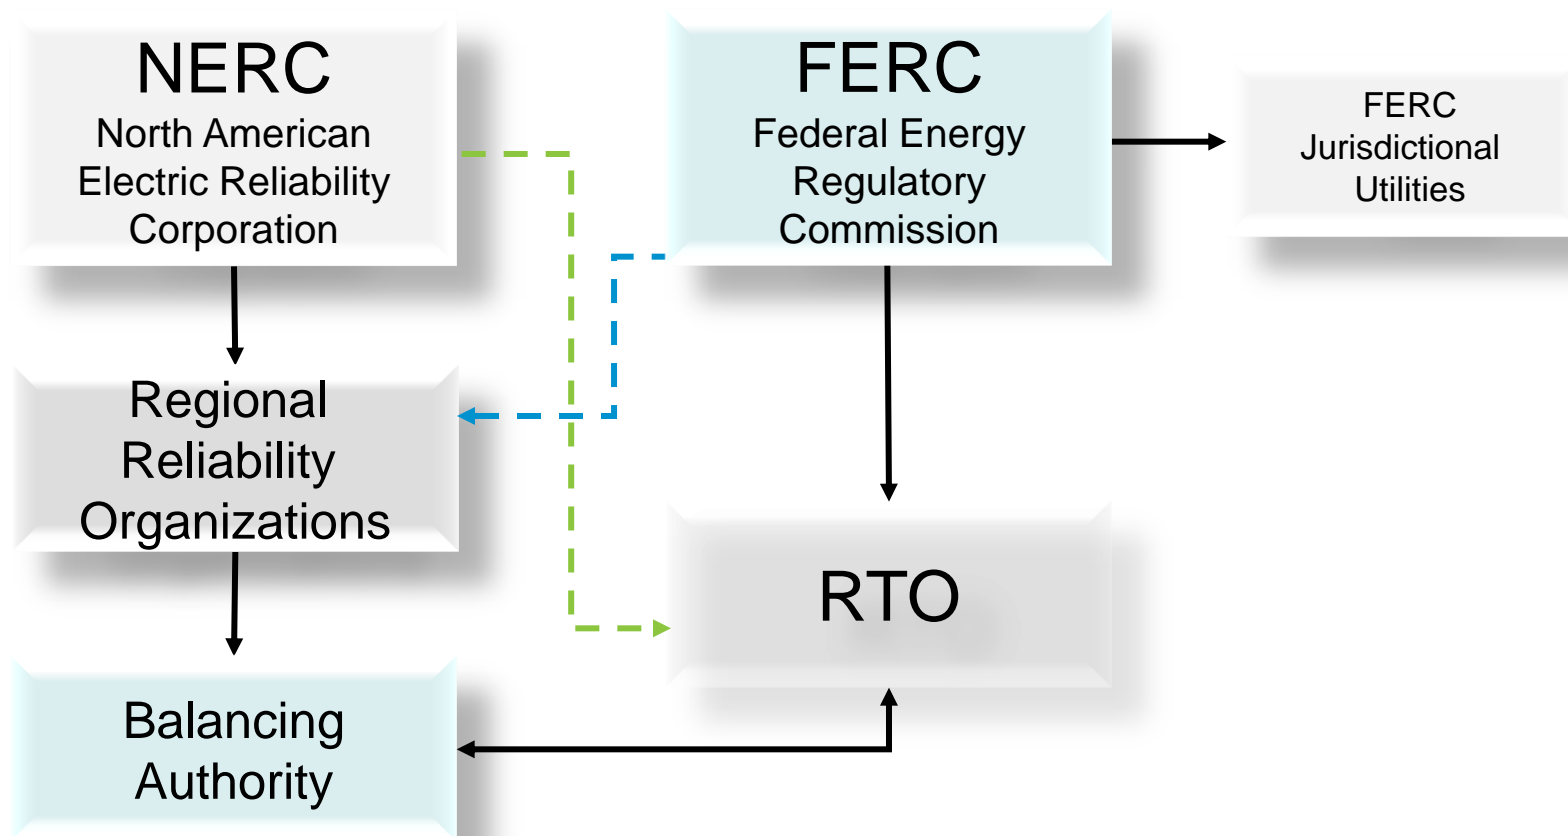 NERC
North American
Electric Reliability
Corporation
FERC
Federal Energy
Regulatory
Commission
FERC
Jurisdictional
Utilities
Regional
Reliability
Organizations
RTO
Balancing
Authority